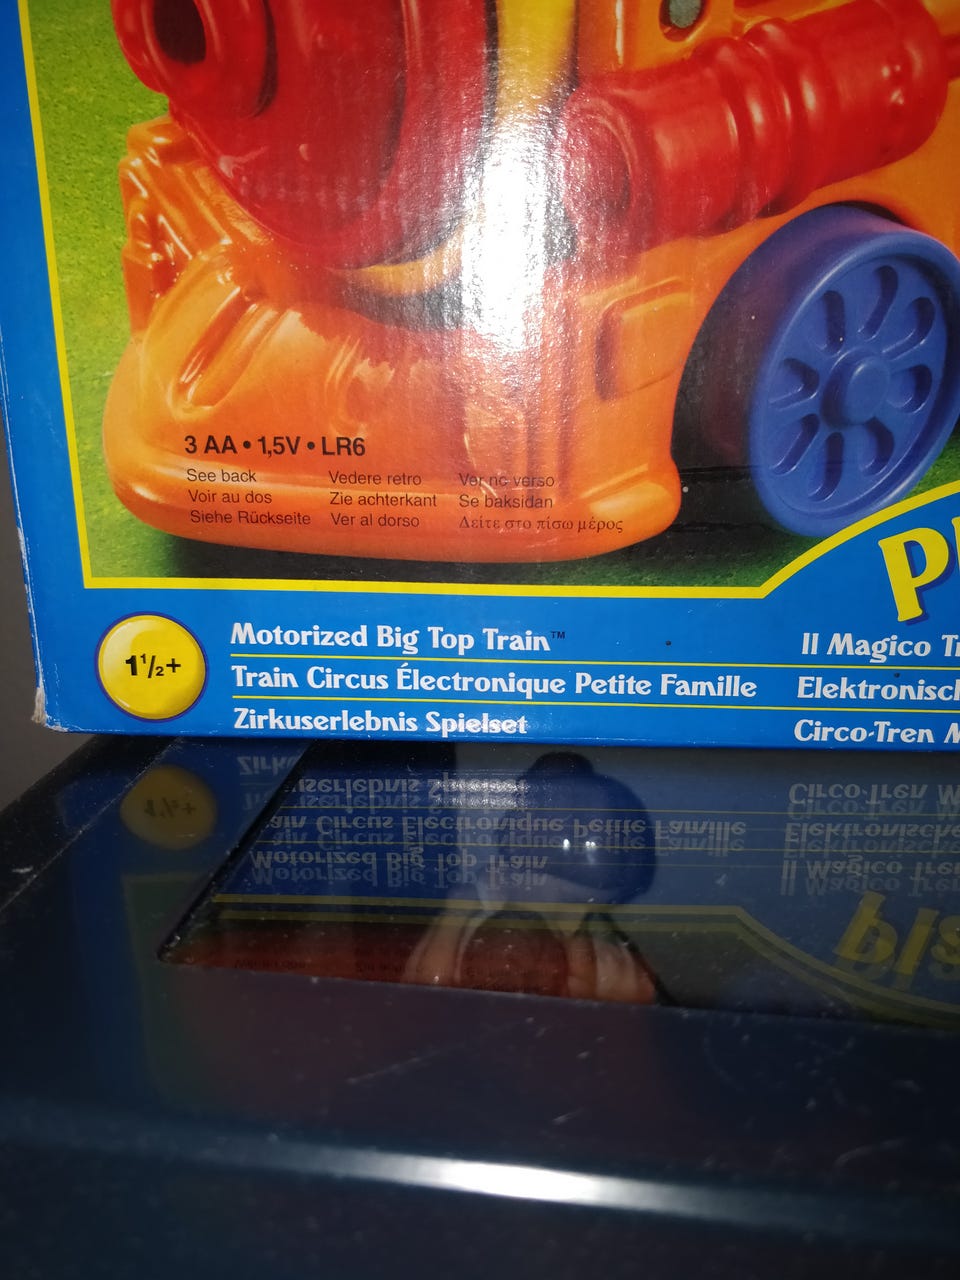 3 AA • 1,5V • LR6
See back
Voir au dos
Siehe Rückseite
Vedere retro
Zie achterkant
Ver al dorso
Ver no verso
Se baksidan
Δείτε στο πίσω μέρος
1½+
Motorized Big Top Train™
Train Circus Électronique Petite Famille
Zirkuserlebnis Spielset
Il Magico
Circo-Tren